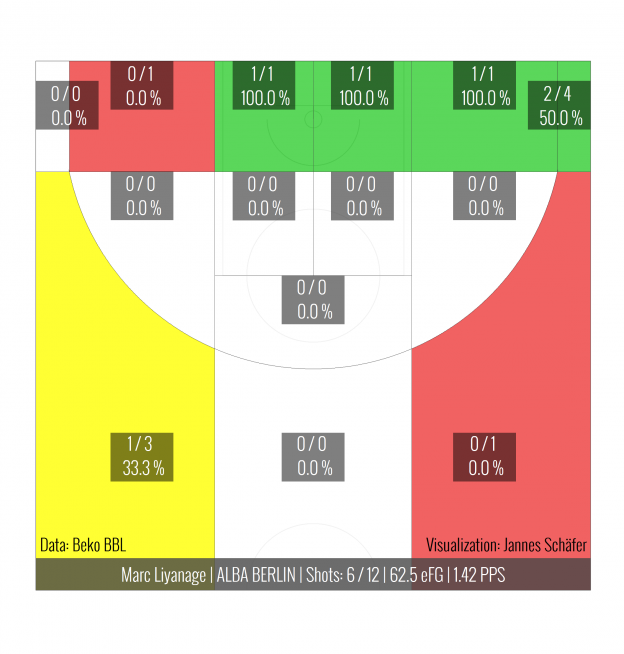 0 / 1
0.0 %
1 / 1
100.0 %
1 / 1
100.0 %
1 / 1
100.0 %
0 / 0
0.0 %
2 / 4
50.0 %
0 / 0
0.0 %
0 / 0
0.0 %
0 / 0
0.0 %
0 / 0
0.0 %
0 / 0
0.0 %
1 / 3
33.3 %
0 / 0
0.0 %
0 / 1
0.0 %
Data: Beko BBL
Visualization: Jannes Schäfer
Marc Liyanage | ALBA BERLIN | Shots: 6 / 12 | 62.5 eFG | 1.42 PPS